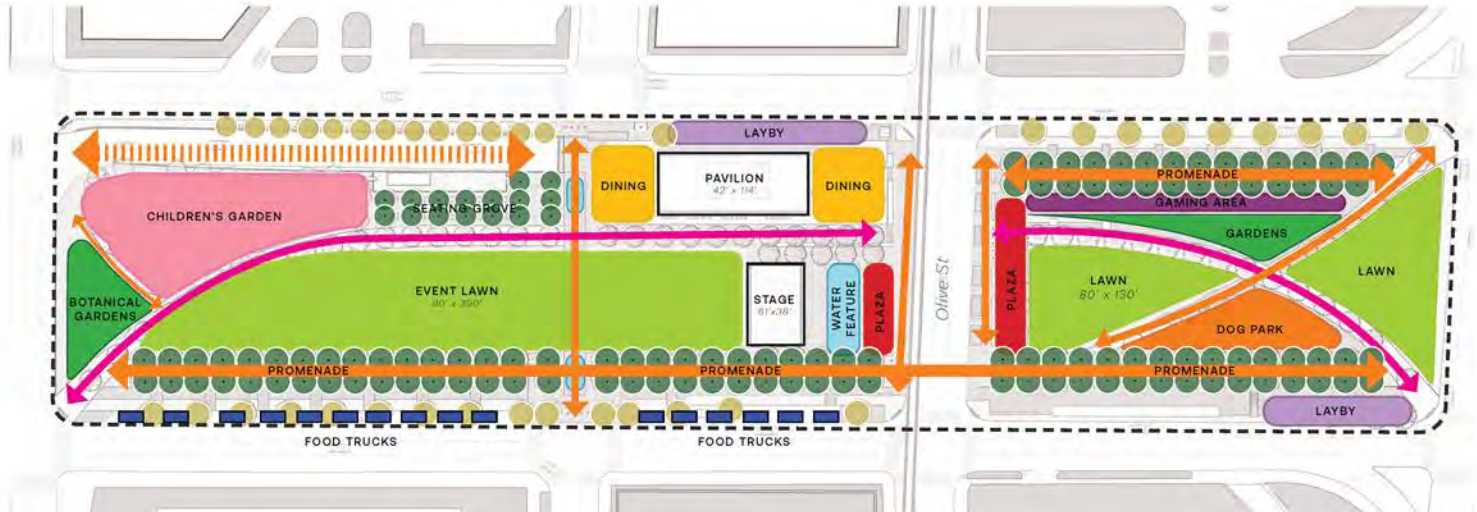 LAYBY
DINING
PAVILION
42' x 114'
DINING
PROMENADE
GAMING AREA
GARDENS
CHILDREN'S GARDEN
SEATING GROVE
BOTANICAL
GARDENS
EVENT LAWN
80' x 390'
STAGE
61'x38'
WATER
FEATURE
PLAZA
Olive St
PLAZA
LAWN
80' x 130'
LAWN
DOG PARK
PROMENADE
PROMENADE
PROMENADE
LAYBY
FOOD TRUCKS
FOOD TRUCKS